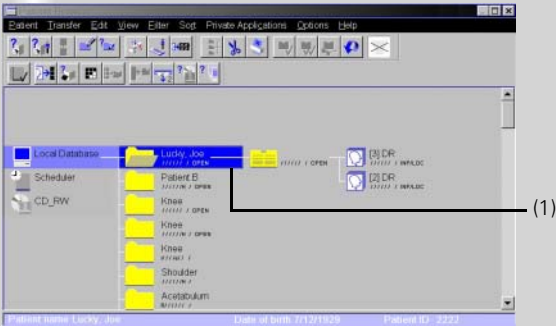 Patient Browser
Patient Transfer Edit View Filter Sort Private Applications Options Help
Local Database Lucky, Joe [3] DR
////// / OPEN ////// / OPEN
Scheduler Patient B [2] DR
CD_RW Knee
////// / OPEN
Knee
Knee
Shoulder
Acetabulum
(1)
Patient name Lucky, Joe Date of birth 7/12/1929 Patient ID 2222